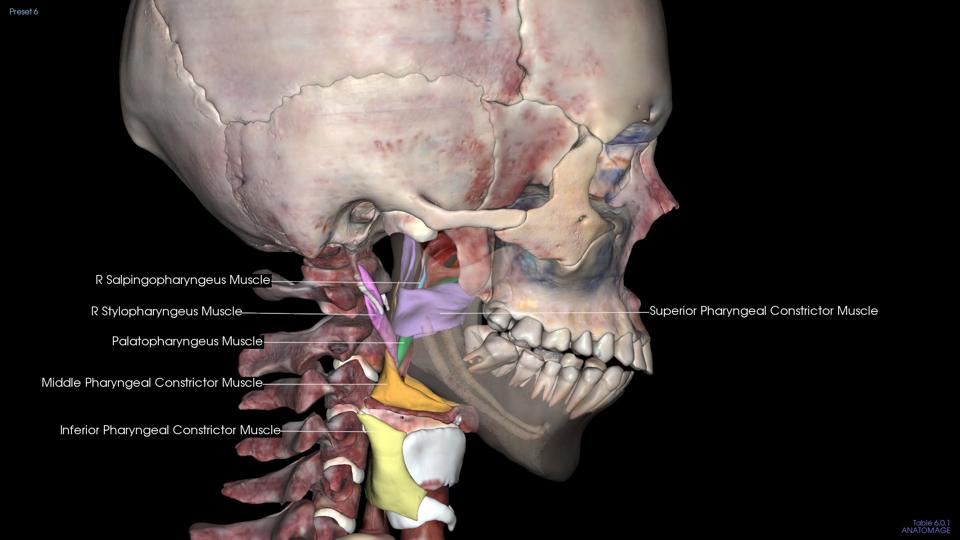 Preset 6
R Salpingopharyngeus Muscle
R Stylopharyngeus Muscle
Superior Pharyngeal Constrictor Muscle
Palatopharyngeus Muscle
Middle Pharyngeal Constrictor Muscle
Inferior Pharyngeal Constrictor Muscle
Table 6.0.1
ANATOMAGE